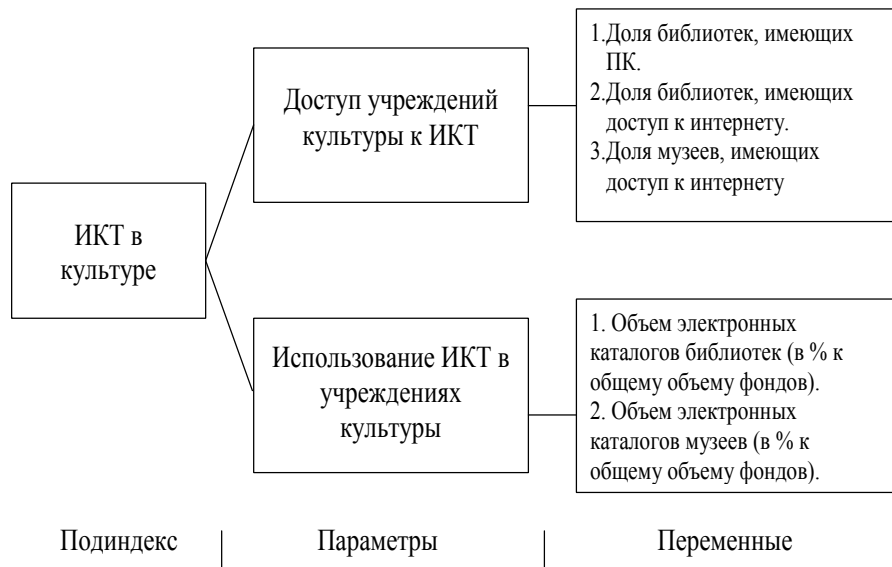 ИКТ в
культуре
Доступ учреждений
культуры к ИКТ
1.Доля библиотек, имеющих
ПК.
2.Доля библиотек, имеющих
доступ к интернету.
3.Доля музеев, имеющих
доступ к интернету
Использование ИКТ в
учреждениях
культуры
1. Объем электронных
каталогов библиотек (в % к
общему объему фондов).
2. Объем электронных
каталогов музеев (в % к
общему объему фондов).
Подиндекс
Параметры
Переменные